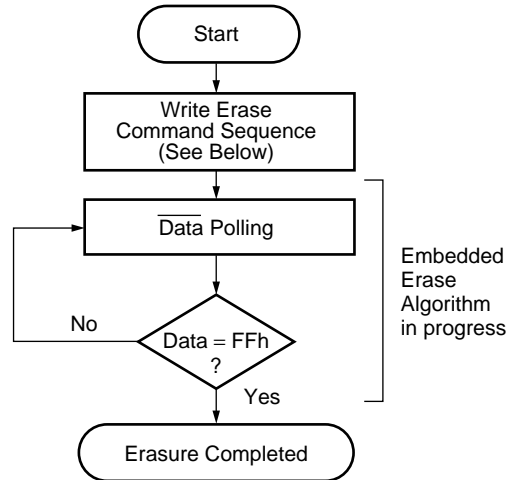 Start
Write Erase
Command Sequence
(See Below)
Data Polling
Embedded
Erase
Algorithm
in progress
No
Data = FFh
?
Yes
Erasure Completed